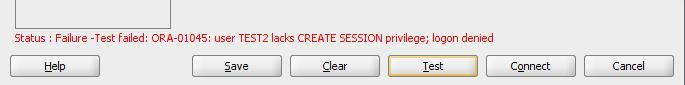 Status : Failure -Test failed: ORA-01045: user TEST2 lacks CREATE SESSION privilege; logon denied
Help Save Clear Test Connect Cancel